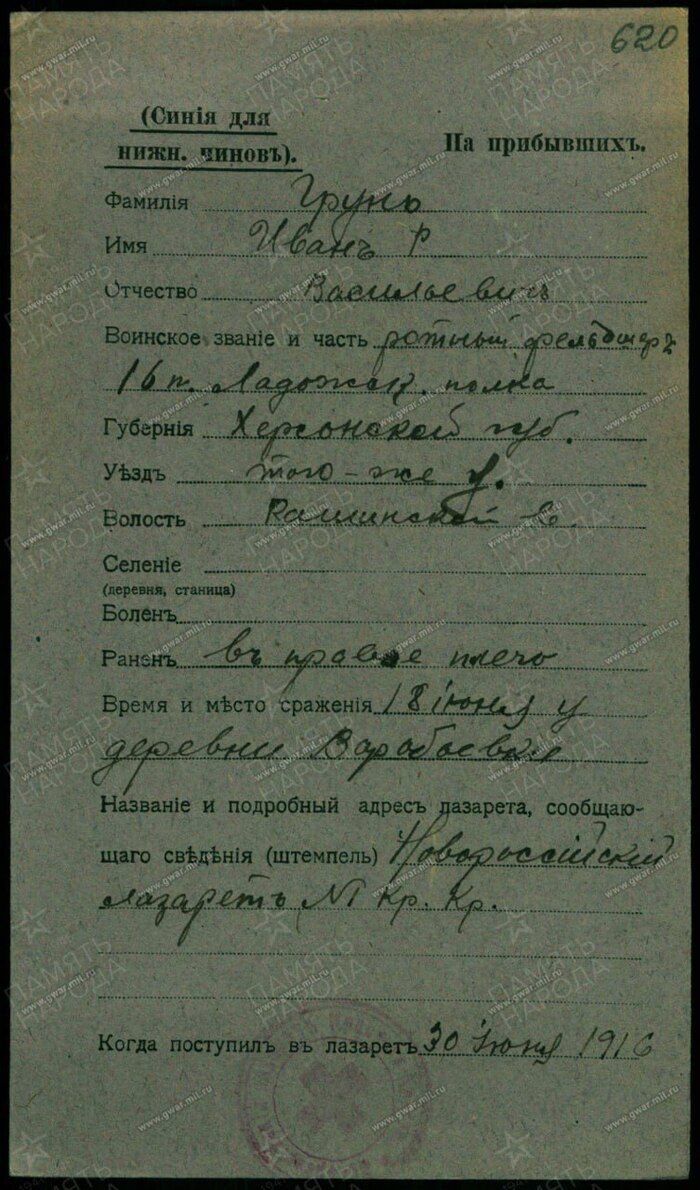 620
(Синія для
нижн. чиновъ).
На прибывшихъ.
Фамилія Грунь
Имя Иванъ Р
Отчество Васильевичъ
Воинское званіе и часть ротный фельдшеръ
16 п. Ладожск. полка
Губернія Херсонской губ.
Уѣздъ того-же у.
Волость в.
Селеніе
(деревня, станица)
Боленъ
Раненъ въ правое плечо
Время и мѣсто сраженія 18 іюня у
деревни
Названіе и подробный адресъ лазарета, сообщаю-
щаго свѣдѣнія (штемпель) Новороссійскій
лазаретъ №1 Кр. Кр.
Когда поступилъ въ лазаретъ 30 іюня 1916